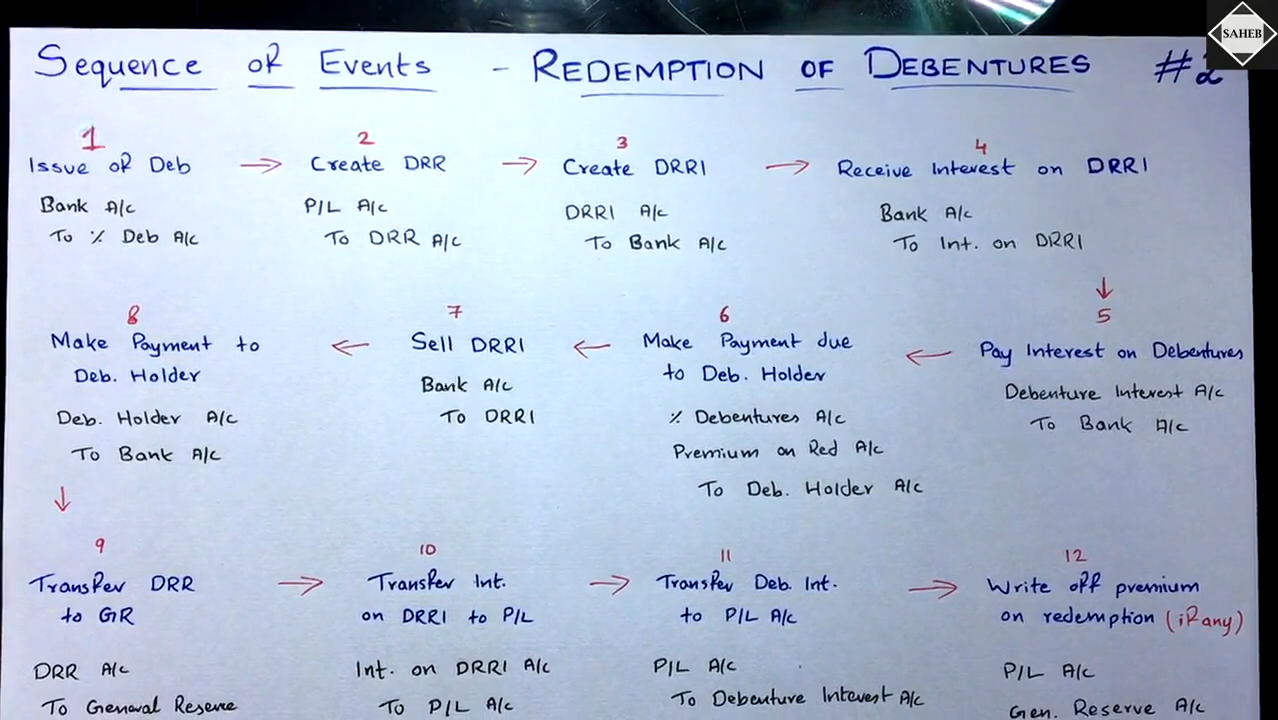 SAHEB
Sequence of Events - REDEMPTION OF DEBENTURES #2
1
Issue of Deb
Bank A/c
To % Deb A/c
2
Create DRR
P/L A/c
To DRR A/c
3
Create DRRI
DRRI A/c
To Bank A/c
4
Receive Interest on DRRI
Bank A/c
To Int. on DRRI
5
Pay Interest on Debentures
Debenture Interest A/c
To Bank A/c
6
Make Payment due
to Deb. Holder
% Debentures A/c
Premium on Red A/c
To Deb. Holder A/c
7
Sell DRRI
Bank A/c
To DRRI
8
Make Payment to
Deb. Holder
Deb. Holder A/c
To Bank A/c
9
Transfer DRR
to GR
DRR A/c
To General Reserve
10
Transfer Int.
on DRRI to P/L
Int. on DRRI A/c
To P/L A/c
11
Transfer Deb. Int.
to P/L A/c
P/L A/c
To Debenture Interest A/c
12
Write off premium
on redemption (if any)
P/L A/c
Gen. Reserve A/c